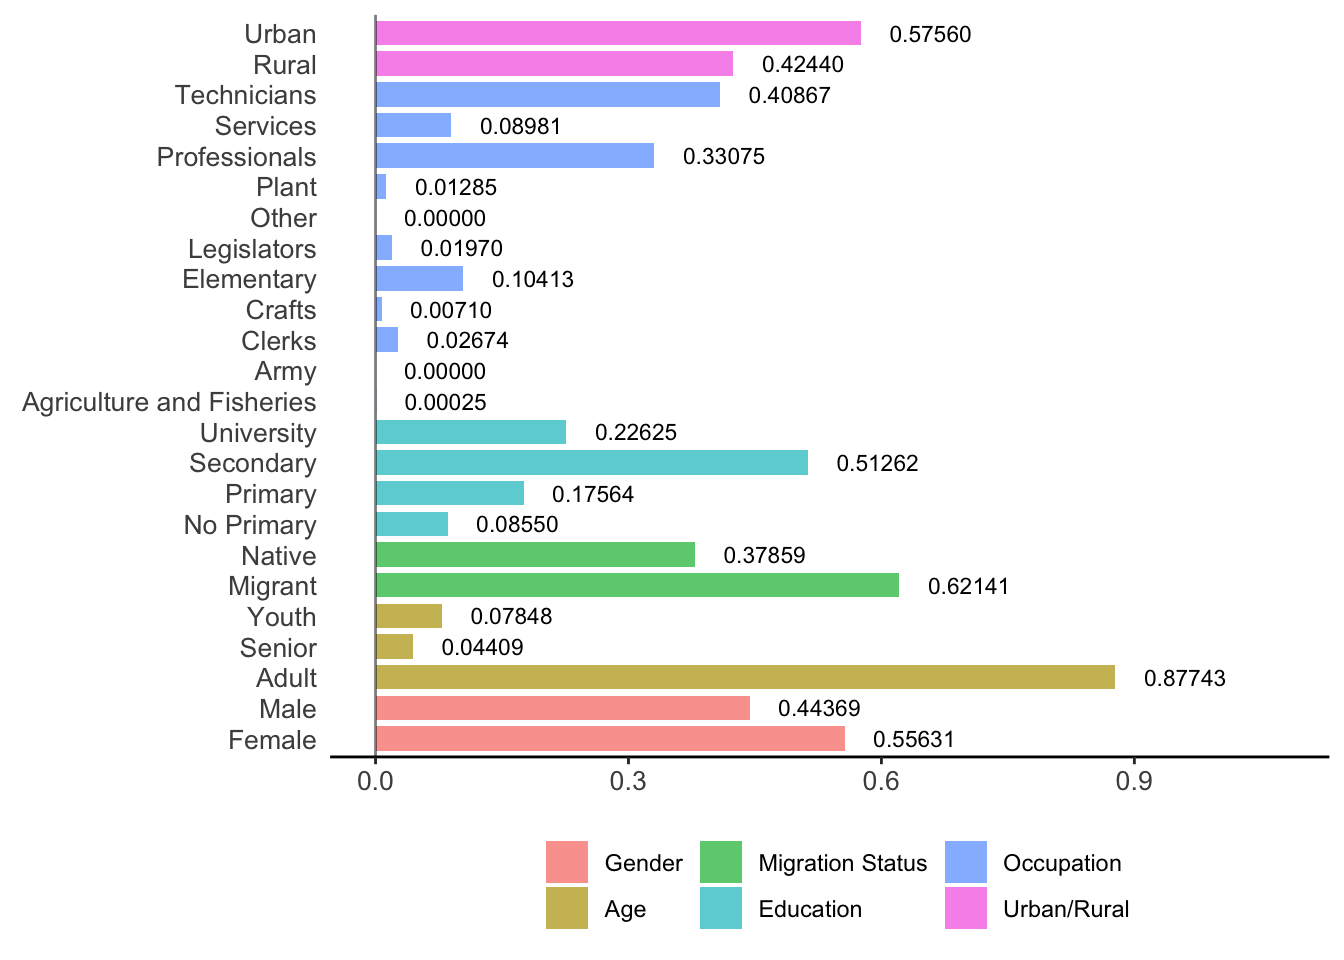 Urban 0.57560
Rural 0.42440
Technicians 0.40867
Services 0.08981
Professionals 0.33075
Plant 0.01285
Other 0.00000
Legislators 0.01970
Elementary 0.10413
Crafts 0.00710
Clerks 0.02674
Army 0.00000
Agriculture and Fisheries 0.00025
University 0.22625
Secondary 0.51262
Primary 0.17564
No Primary 0.08550
Native 0.37859
Migrant 0.62141
Youth 0.07848
Senior 0.04409
Adult 0.87743
Male 0.44369
Female 0.55631
0.0 0.3 0.6 0.9
Gender Migration Status Occupation
Age Education Urban/Rural